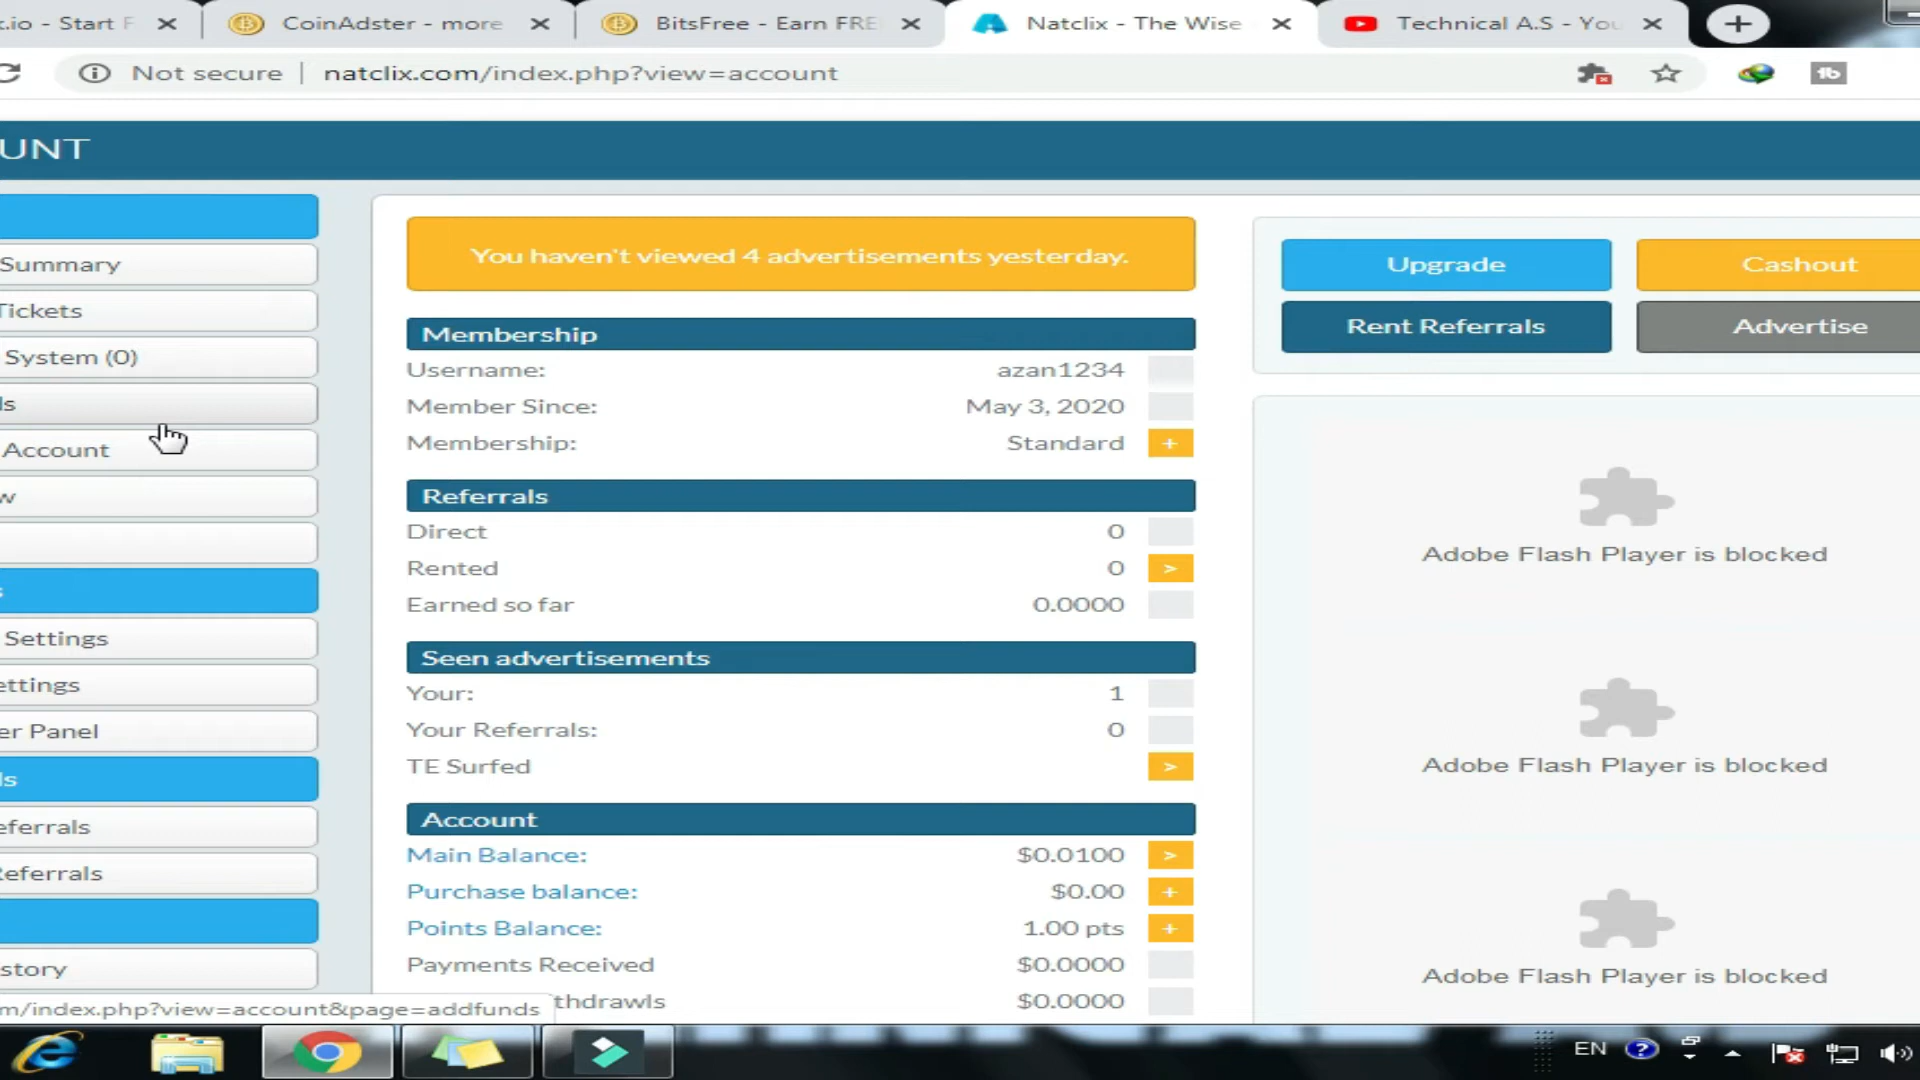 t.io - Start F
CoinAdster - more
BitsFree - Earn FRE
Natclix - The Wise
Technical A.S - You
Not secure | natclix.com/index.php?view=account
UNT
Summary
Tickets
System (0)
ls
Account
w
Settings
ettings
er Panel
ls
eferrals
Referrals
story
You haven't viewed 4 advertisements yesterday.
Membership
Username: azan1234
Member Since: May 3, 2020
Membership: Standard +
Referrals
Direct 0
Rented 0 >
Earned so far 0.0000
Seen advertisements
Your: 1
Your Referrals: 0
TE Surfed >
Account
Main Balance: $0.0100 >
Purchase balance: $0.00 +
Points Balance: 1.00 pts +
Payments Received $0.0000
thdrawls $0.0000
Upgrade
Cashout
Rent Referrals
Advertise
Adobe Flash Player is blocked
Adobe Flash Player is blocked
Adobe Flash Player is blocked
m/index.php?view=account&page=addfunds
EN